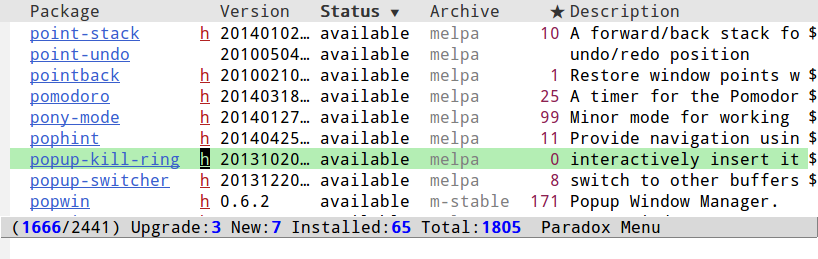 Package Version Status ▼ Archive ★ Description
point-stack h 20140102… available melpa 10 A forward/back stack fo $
point-undo 20100504… available melpa undo/redo position
pointback h 20100210… available melpa 1 Restore window points w $
pomodoro h 20140318… available melpa 25 A timer for the Pomodor $
pony-mode h 20140127… available melpa 99 Minor mode for working $
pophint h 20140425… available melpa 11 Provide navigation usin $
popup-kill-ring h 20131020… available melpa 0 interactively insert it $
popup-switcher h 20131220… available melpa 8 switch to other buffers $
popwin h 0.6.2 available m-stable 171 Popup Window Manager.
(1666/2441) Upgrade:3 New:7 Installed:65 Total:1805 Paradox Menu